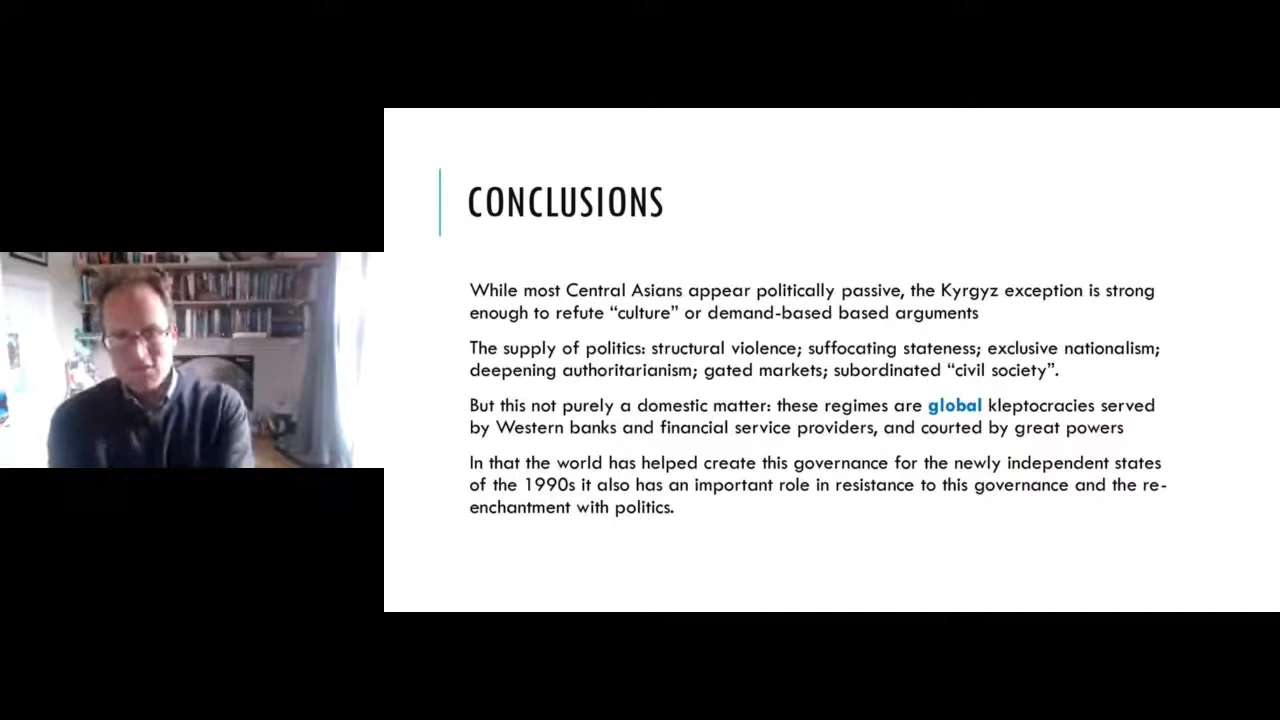 CONCLUSIONS
While most Central Asians appear politically passive, the Kyrgyz exception is strong
enough to refute “culture” or demand-based based arguments
The supply of politics: structural violence; suffocating stateness; exclusive nationalism;
deepening authoritarianism; gated markets; subordinated “civil society”.
But this not purely a domestic matter: these regimes are global kleptocracies served
by Western banks and financial service providers, and courted by great powers
In that the world has helped create this governance for the newly independent states
of the 1990s it also has an important role in resistance to this governance and the re-
enchantment with politics.